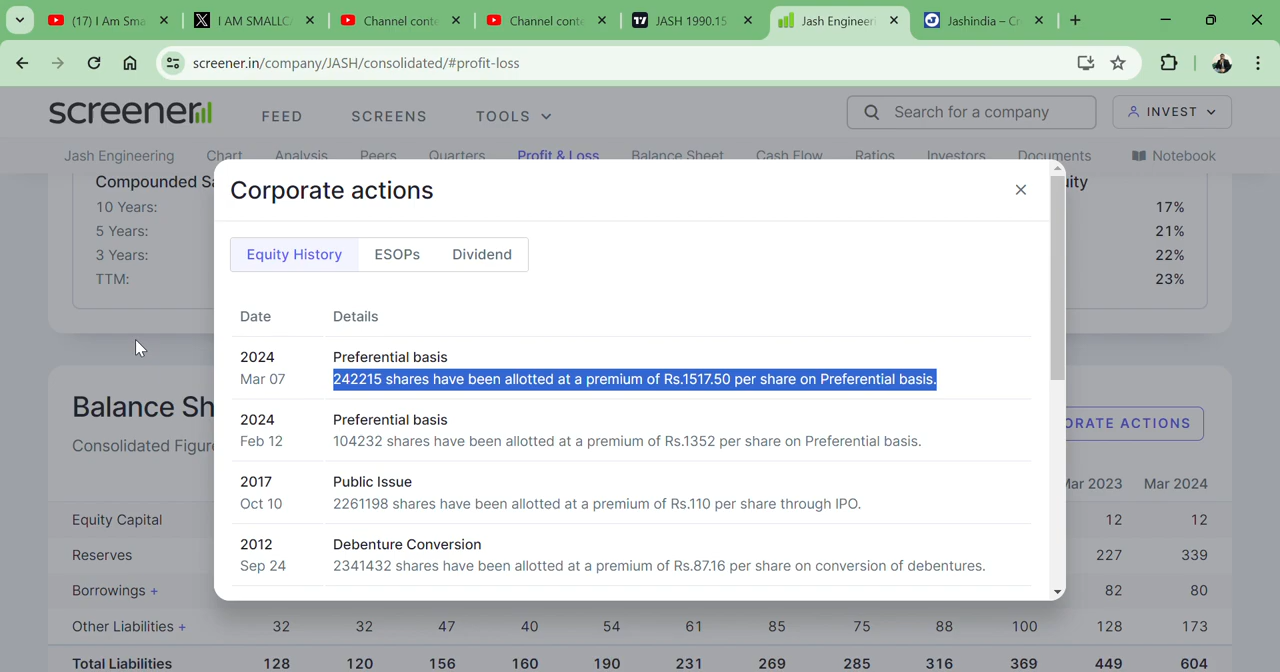 (17) I Am Sma
I AM SMALLC
Channel conte
Channel conte
JASH 1990.15
Jash Engineeri
Jashindia – Cr
screener.in/company/JASH/consolidated/#profit-loss
screener
FEED
SCREENS
TOOLS
Search for a company
INVEST
Jash Engineering
Chart
Analysis
Peers
Quarters
Profit & Loss
Balance Sheet
Cash Flow
Ratios
Investors
Documents
Notebook
Compounded Sa
10 Years:
5 Years:
3 Years:
TTM:
uity
17%
21%
22%
23%
Corporate actions
Equity History
ESOPs
Dividend
Date Details
2024 Preferential basis
Mar 07 242215 shares have been allotted at a premium of Rs.1517.50 per share on Preferential basis.
2024 Preferential basis
Feb 12 104232 shares have been allotted at a premium of Rs.1352 per share on Preferential basis.
2017 Public Issue
Oct 10 2261198 shares have been allotted at a premium of Rs.110 per share through IPO.
2012 Debenture Conversion
Sep 24 2341432 shares have been allotted at a premium of Rs.87.16 per share on conversion of debentures.
Balance Sh
Consolidated Figure
ORATE ACTIONS
Mar 2023 Mar 2024
Equity Capital 12 12
Reserves 227 339
Borrowings + 82 80
Other Liabilities + 32 32 47 40 54 61 85 75 88 100 128 173
Total Liabilities 128 120 156 160 190 231 269 285 316 369 449 604